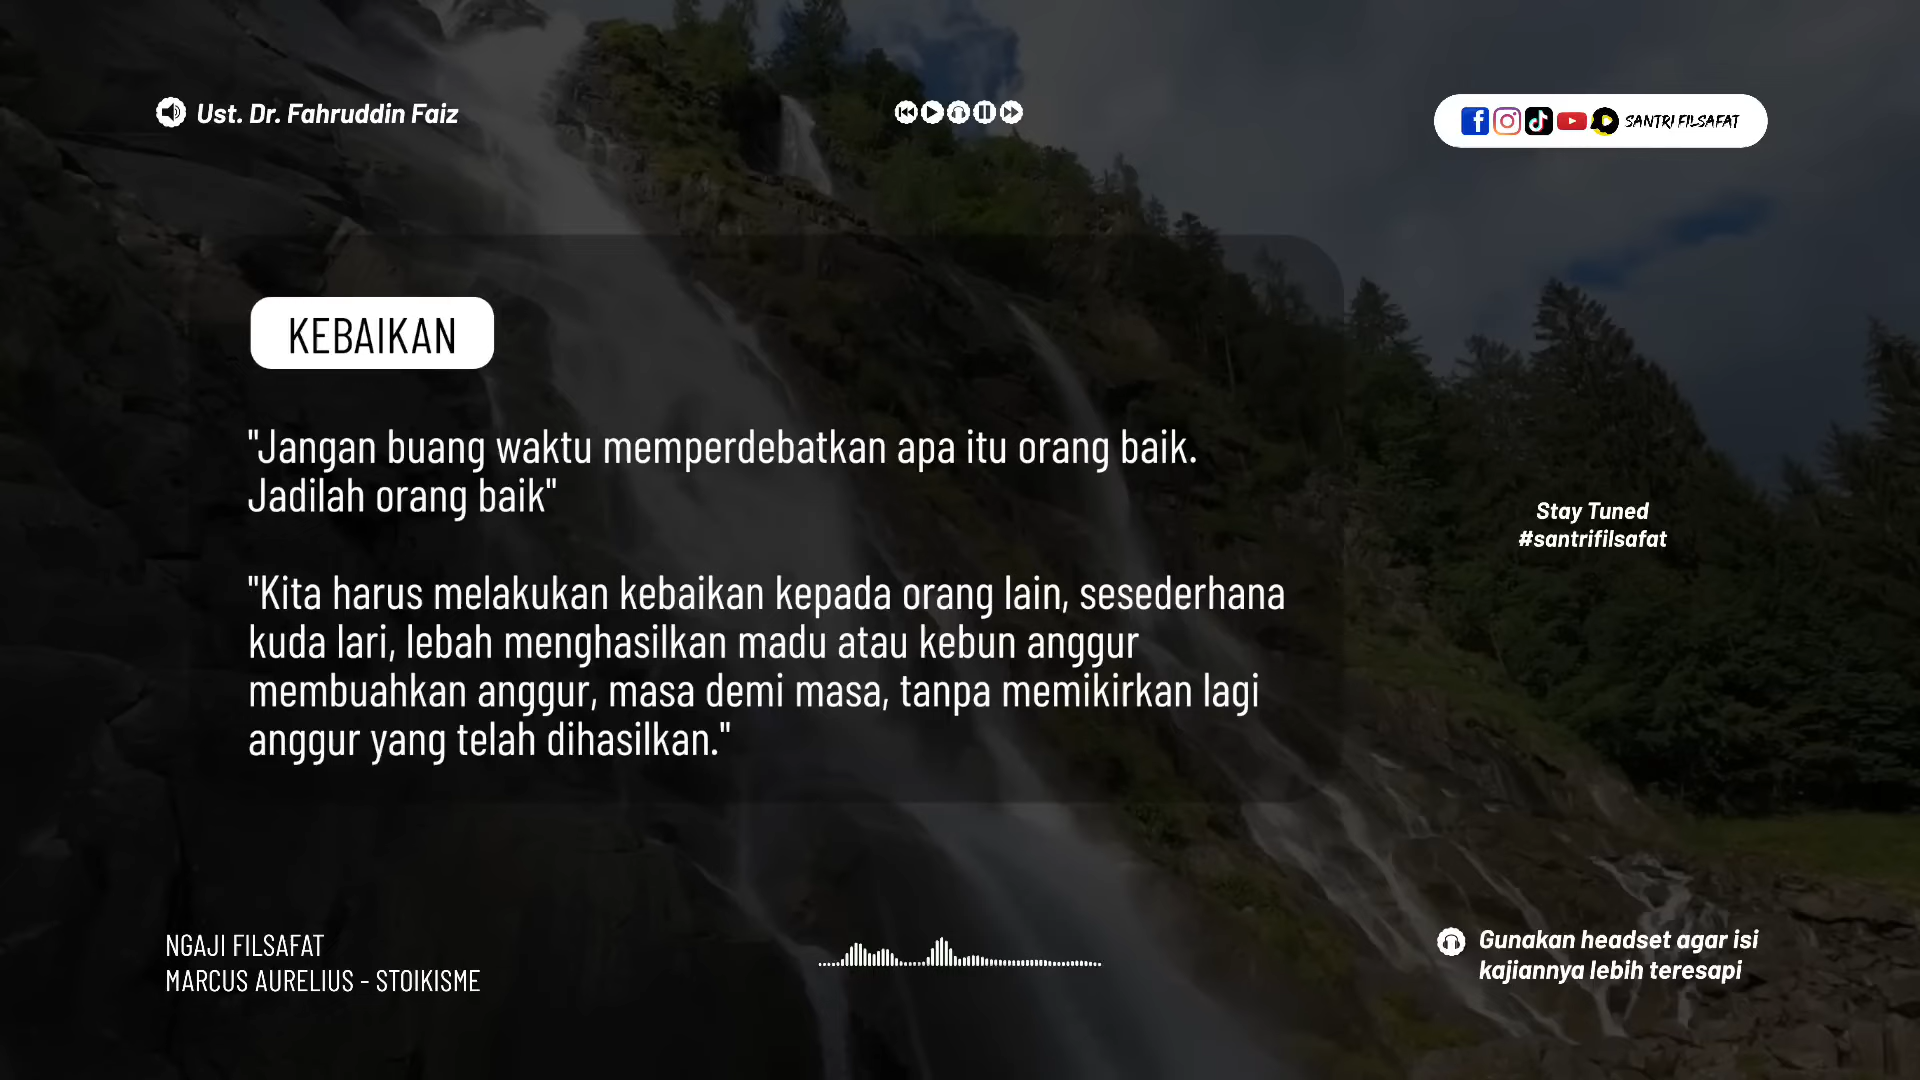 Ust. Dr. Fahruddin Faiz
SANTRI FILSAFAT
KEBAIKAN
"Jangan buang waktu memperdebatkan apa itu orang baik.
Jadilah orang baik"
"Kita harus melakukan kebaikan kepada orang lain, sesederhana
kuda lari, lebah menghasilkan madu atau kebun anggur
membuahkan anggur, masa demi masa, tanpa memikirkan lagi
anggur yang telah dihasilkan."
Stay Tuned
#santrifilsafat
NGAJI FILSAFAT
MARCUS AURELIUS - STOIKISME
Gunakan headset agar isi
kajiannya lebih teresapi